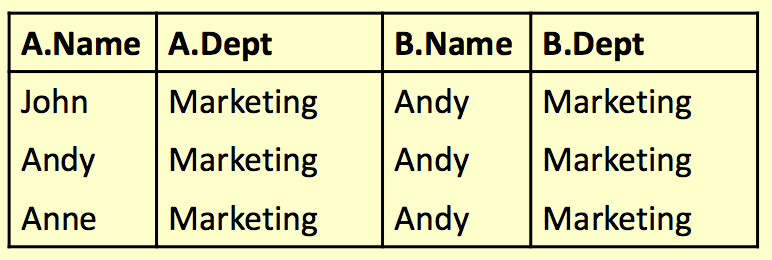 A.Name A.Dept B.Name B.Dept
John Marketing Andy Marketing
Andy Marketing Andy Marketing
Anne Marketing Andy Marketing